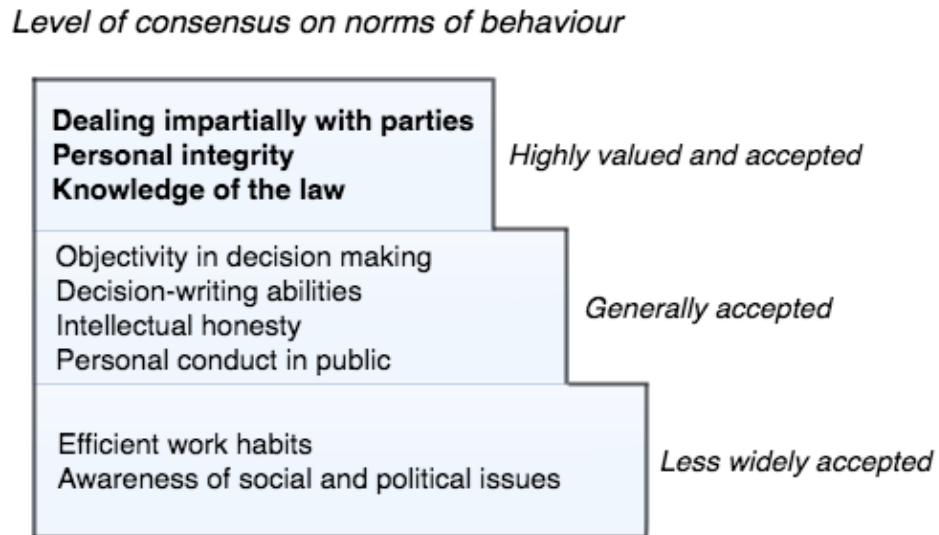 Level of consensus on norms of behaviour
Dealing impartially with parties
Personal integrity
Knowledge of the law
Highly valued and accepted
Objectivity in decision making
Decision-writing abilities
Intellectual honesty
Personal conduct in public
Generally accepted
Efficient work habits
Awareness of social and political issues
Less widely accepted